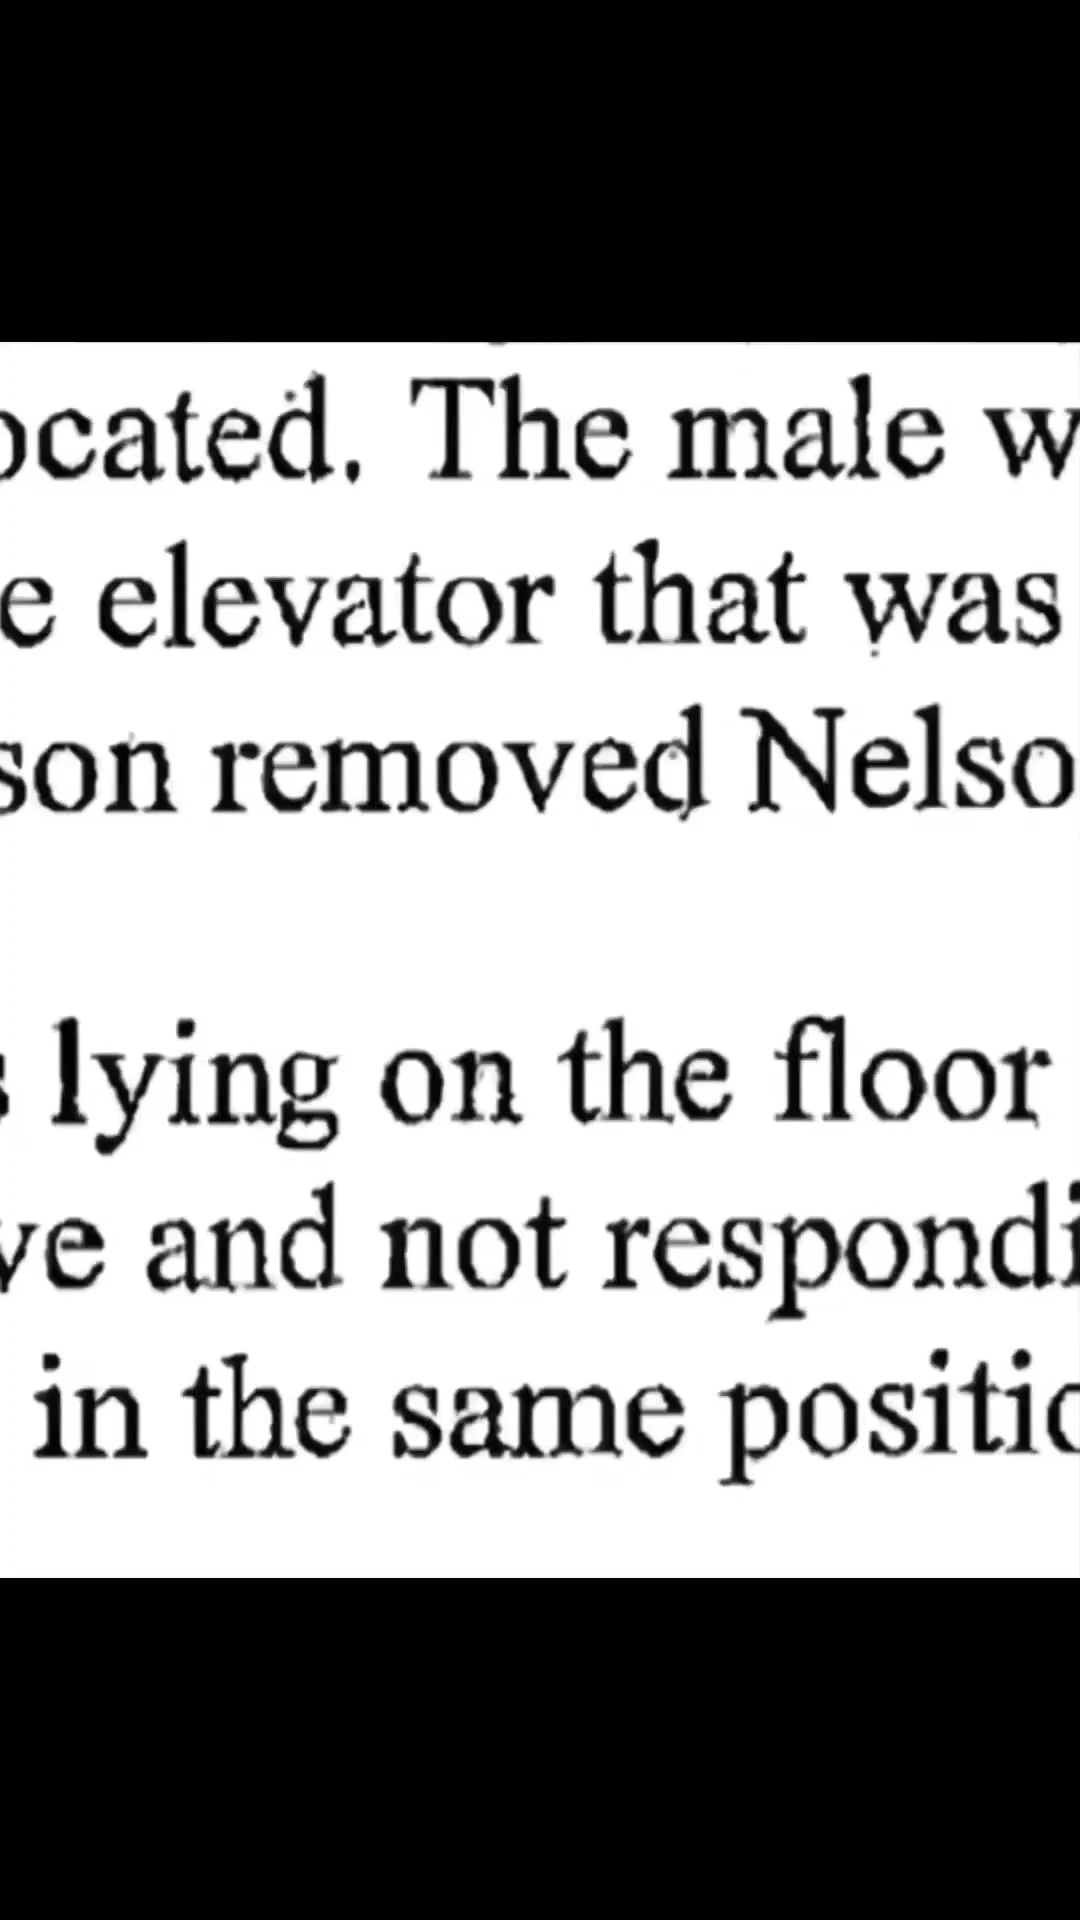 ocated. The male w
e elevator that was
son removed Nelso
lying on the floor
ve and not respondi
in the same positio